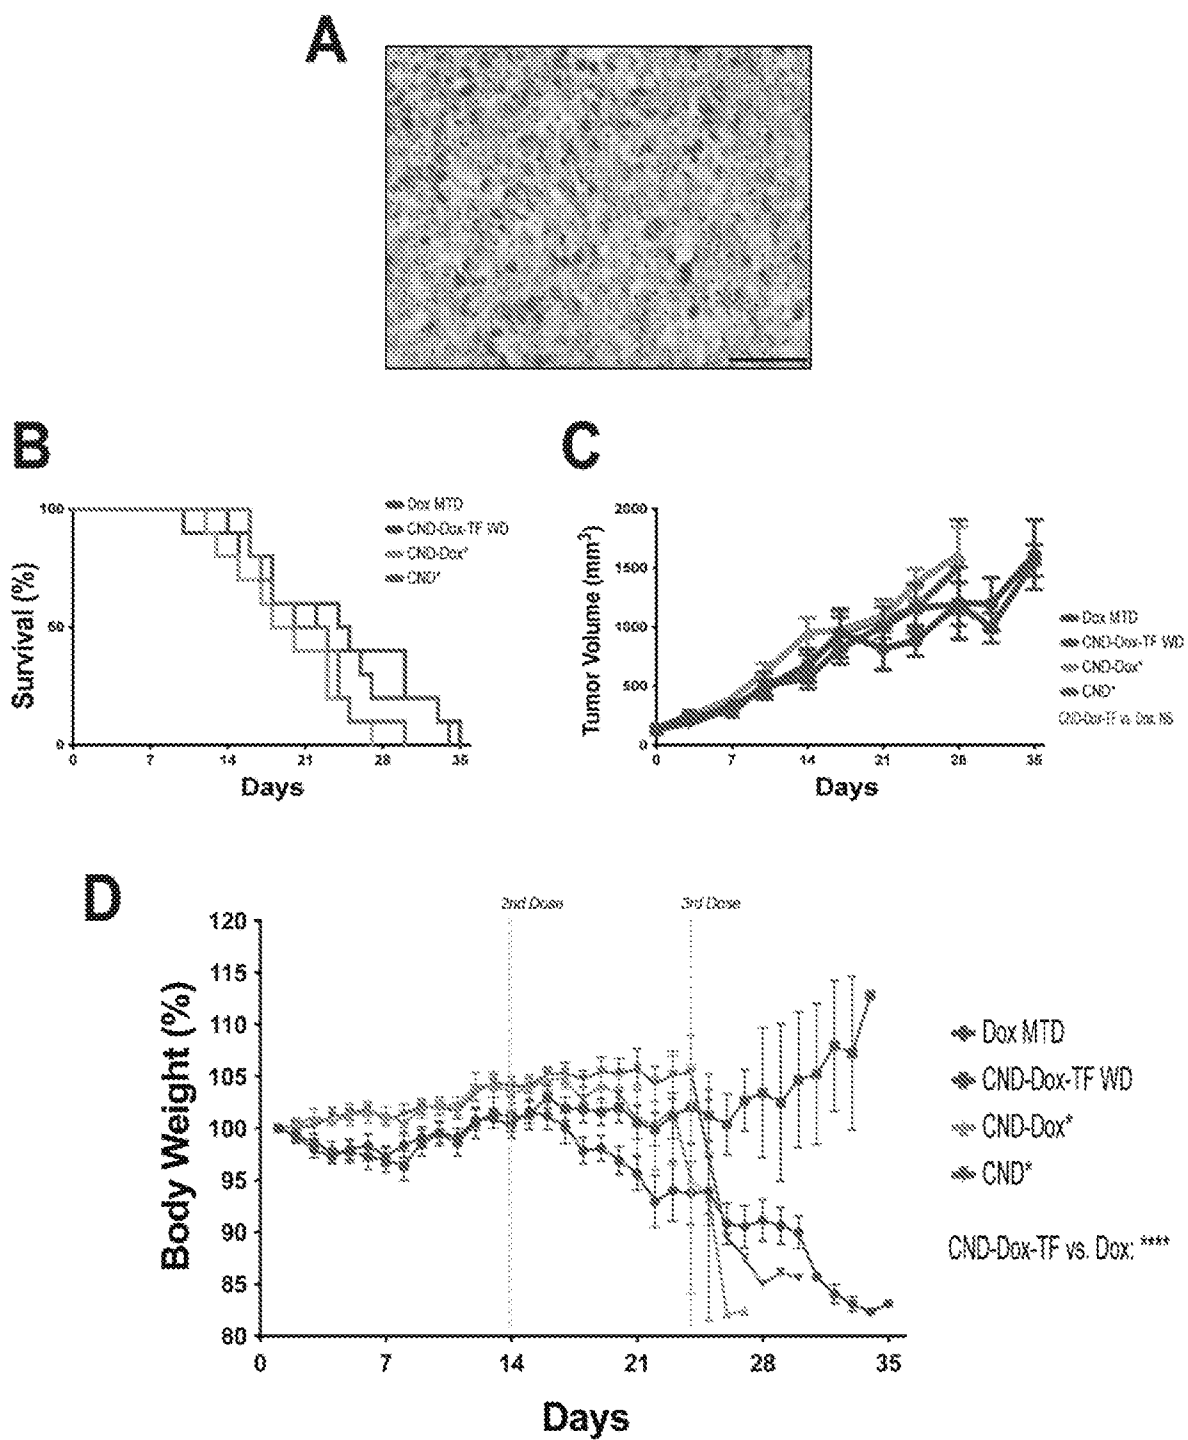 A
B
100
50
0
0 7 14 21 28 35
Survival (%)
Days
Dox MTD
CND-Dox-TF WD
CND-Dox*
CND*
C
2000
1500
1000
500
0
0 7 14 21 28 35
Tumor Volume (mm³)
Days
Dox MTD
CND-Dox-TF WD
CND-Dox*
CND*
CND-Dox-TF vs. Dox: NS
D
2nd Dose 3rd Dose
120
115
110
105
100
95
90
85
80
0 7 14 21 28 35
Body Weight (%)
Days
Dox MTD
CND-Dox-TF WD
CND-Dox*
CND*
CND-Dox-TF vs. Dox: ****